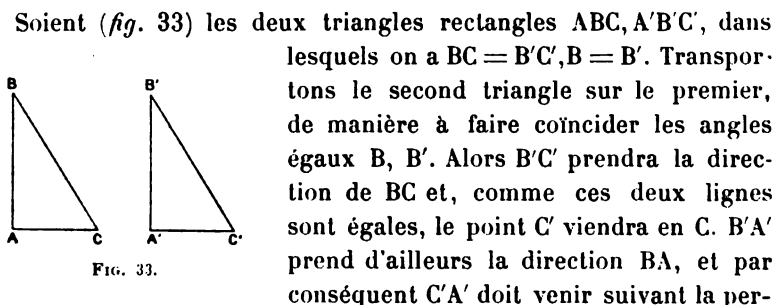 Soient (fig. 33) les deux triangles rectangles ABC, A′B′C′, dans
lesquels on a BC = B′C′, B = B′. Transpor-
tons le second triangle sur le premier,
de manière à faire coïncider les angles
égaux B, B′. Alors B′C′ prendra la direc-
tion de BC et, comme ces deux lignes
sont égales, le point C′ viendra en C. B′A′
prend d'ailleurs la direction BA, et par
conséquent C′A′ doit venir suivant la per-
B B′
A C A′ C′
Fig. 33.